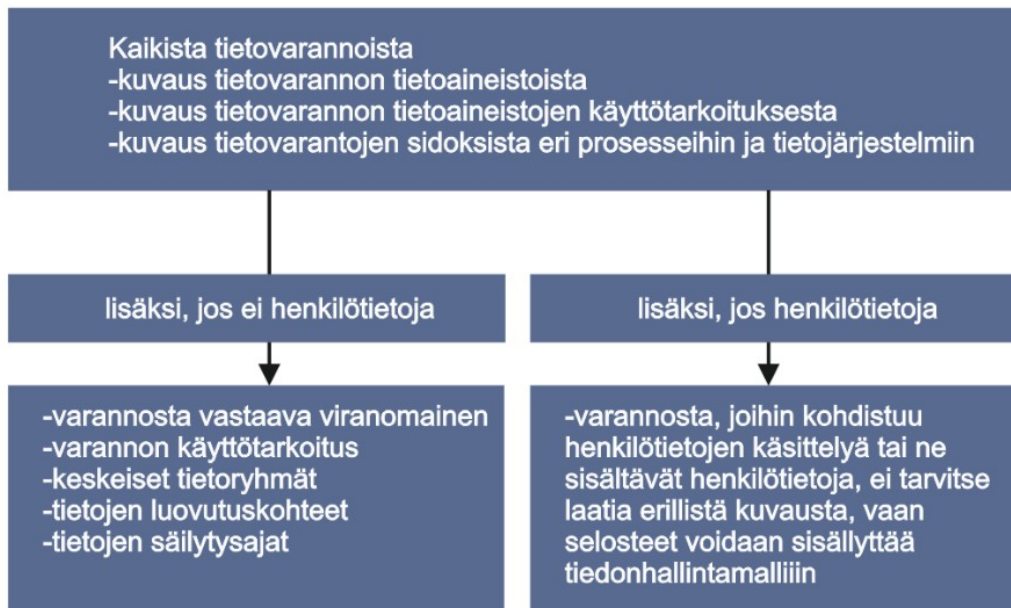 Kaikista tietovarannoista
-kuvaus tietovarannon tietoaineistoista
-kuvaus tietovarannon tietoaineistojen käyttötarkoituksesta
-kuvaus tietovarantojen sidoksista eri prosesseihin ja tietojärjestelmiin
lisäksi, jos ei henkilötietoja
-varannosta vastaava viranomainen
-varannon käyttötarkoitus
-keskeiset tietoryhmät
-tietojen luovutuskohteet
-tietojen säilytysajat
lisäksi, jos henkilötietoja
-varannosta, joihin kohdistuu
henkilötietojen käsittelyä tai ne
sisältävät henkilötietoja, ei tarvitse
laatia erillistä kuvausta, vaan
selosteet voidaan sisällyttää
tiedonhallintamalliiin